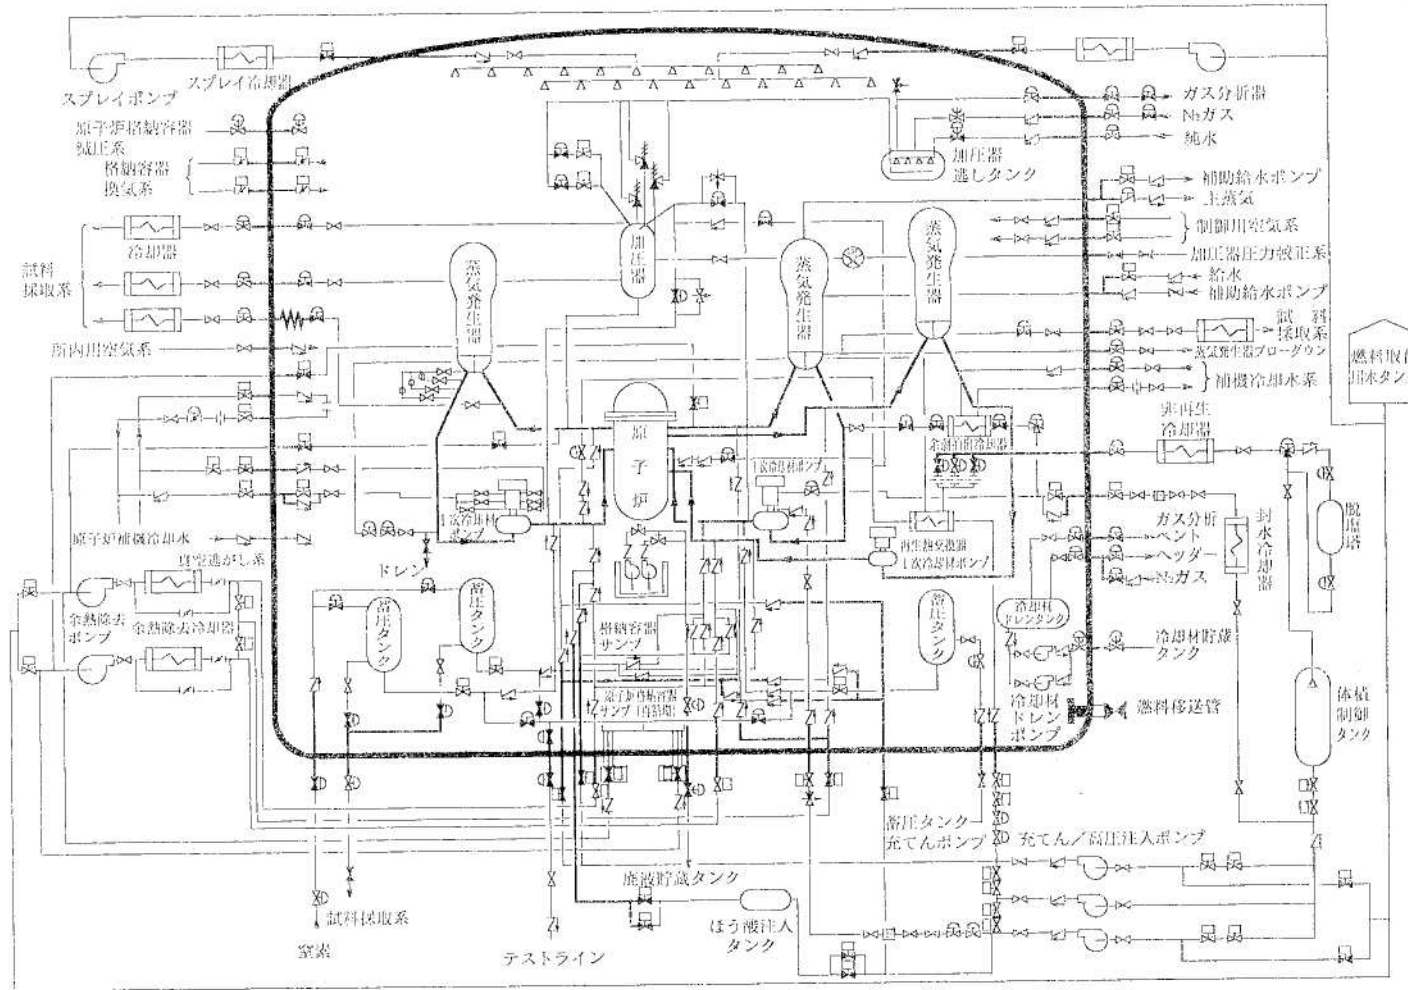 スプレイポンプ
スプレイ冷却器
原子炉格納容器
減圧系
格納容器
換気系
冷却器
試料
採取系
所内用空気系
原子炉補機冷却水
真空逃がし系
余熱除去
ポンプ
余熱除去冷却器
ガス分析器
N₂ガス
純水
加圧器
逃しタンク
補助給水ポンプ
主蒸気
制御用空気系
加圧器圧力校正系
給水
補助給水ポンプ
試料
採取系
蒸気発生器ブローダウン
補機冷却水系
燃料取替
用水タンク
非再生
冷却器
脱塩塔
封水冷却器
ガス分析
ベント
ヘッダー
N₂ガス
冷却材貯蔵
タンク
燃料移送管
体積
制御
タンク
加圧器
蒸気発生器
蒸気発生器
蒸気発生器
原子炉
余剰抽出冷却器
1次冷却材ポンプ
1次冷却材
ポンプ
再生熱交換器
1次冷却材ポンプ
ドレン
蓄圧タンク
蓄圧タンク
蓄圧タンク
格納容器
サンプ
原子炉格納容器
サンプ（再循環）
冷却材
ドレンタンク
冷却材
ドレン
ポンプ
蓄圧タンク
充てんポンプ
充てん／高圧注入ポンプ
廃液貯蔵タンク
ほう酸注入
タンク
試料採取系
窒素
テストライン